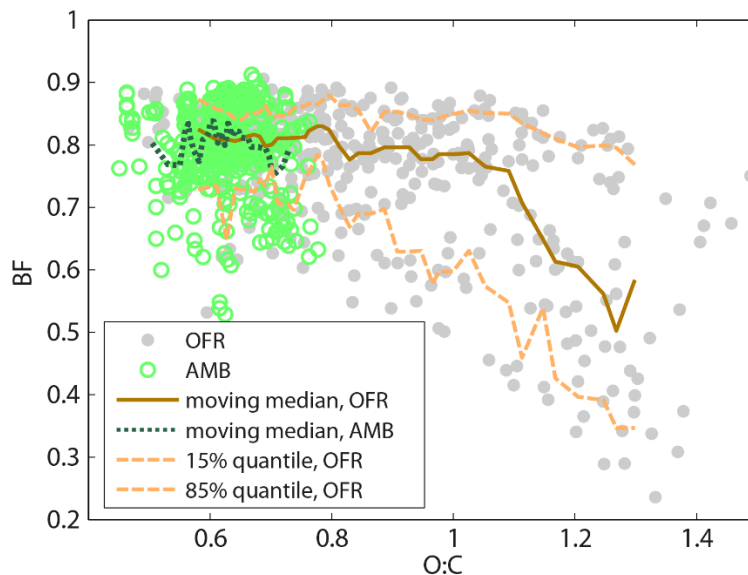 1
0.9
0.8
0.7
0.6
0.5
0.4
0.3
0.2
BF
OFR
AMB
moving median, OFR
moving median, AMB
15% quantile, OFR
85% quantile, OFR
0.6 0.8 1 1.2 1.4
O:C